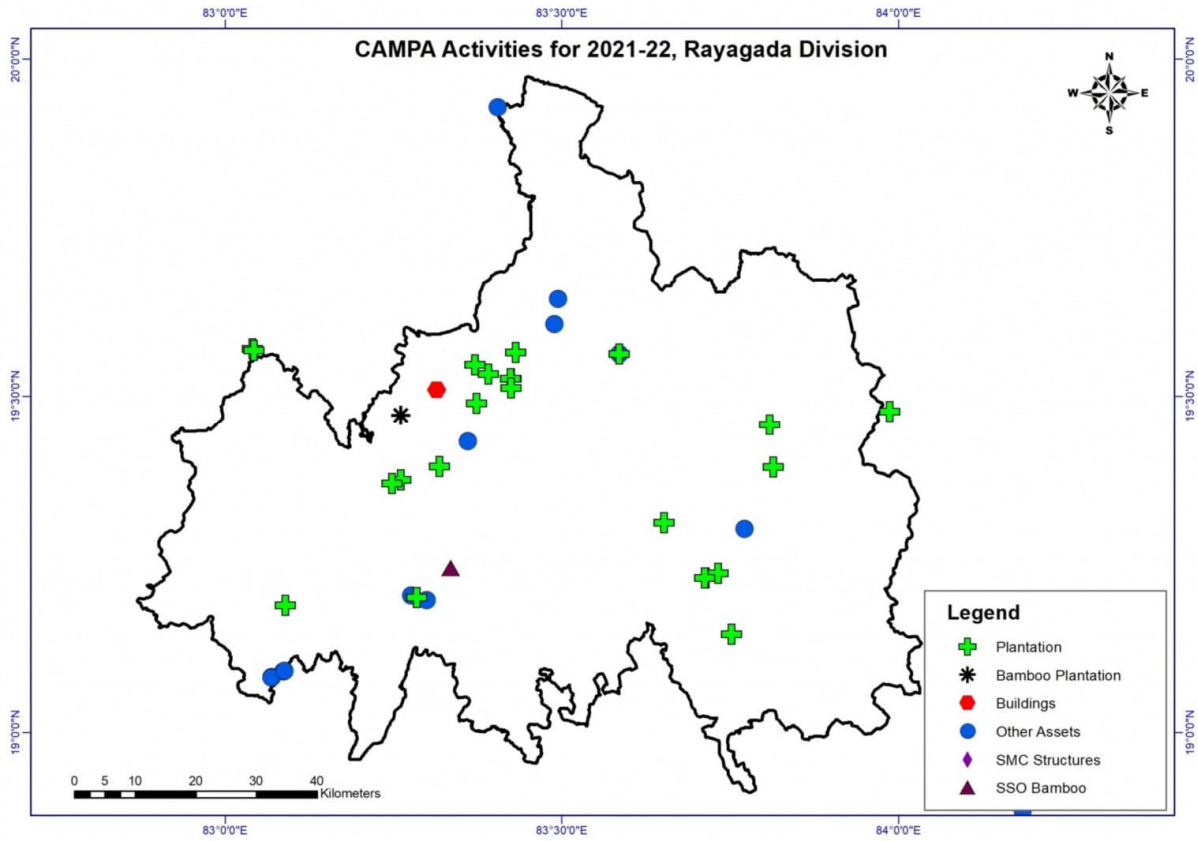 83°0'0"E 83°30'0"E 84°0'0"E
CAMPA Activities for 2021-22, Rayagada Division
N
W E
S
20°0'0"N 20°0'0"N
19°30'0"N 19°30'0"N
19°0'0"N 19°0'0"N
Legend
Plantation
Bamboo Plantation
Buildings
Other Assets
SMC Structures
SSO Bamboo
0 5 10 20 30 40
Kilometers
83°0'0"E 83°30'0"E 84°0'0"E